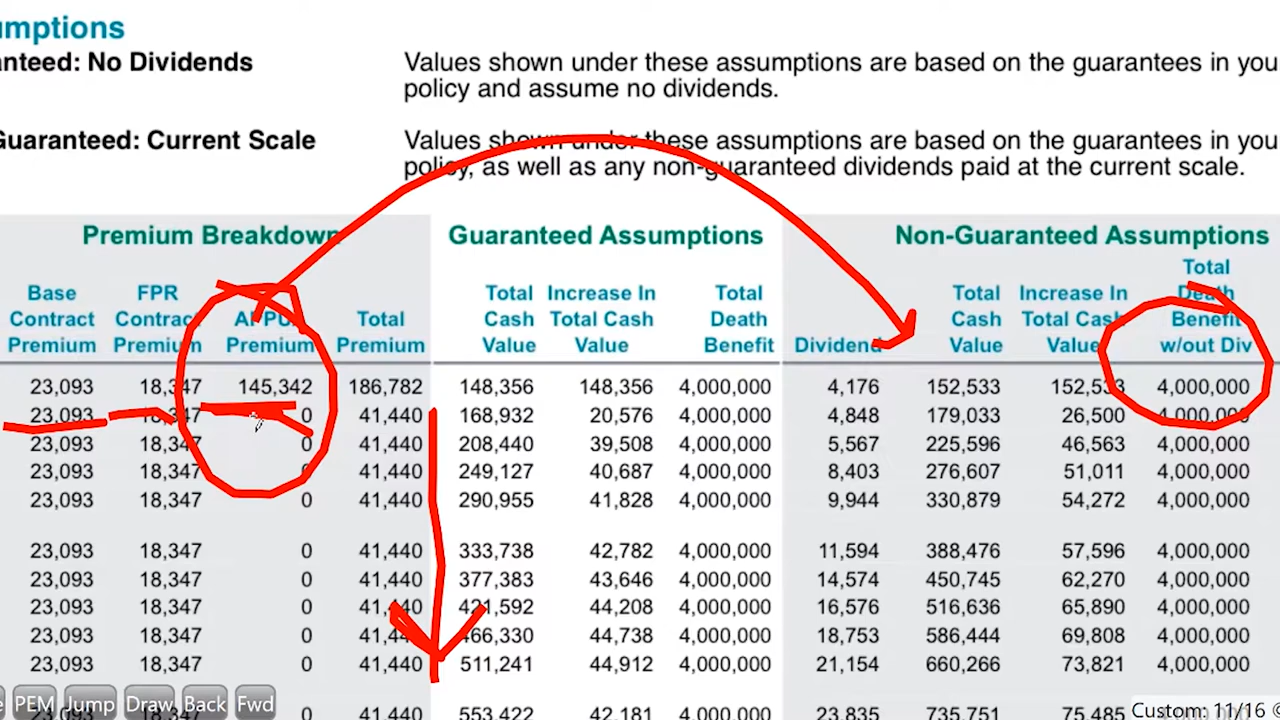 umptions
anteed: No Dividends
Values shown under these assumptions are based on the guarantees in you
policy and assume no dividends.
Guaranteed: Current Scale
Values shown under these assumptions are based on the guarantees in you
policy, as well as any non-guaranteed dividends paid at the current scale.
Premium Breakdown Guaranteed Assumptions Non-Guaranteed Assumptions
Total
Base FPR Total Increase In Total Total Increase In Death
Contract Contract Total Cash Total Cash Death Cash Total Cash Benefit
Premium Premium Premium Premium Value Value Benefit Dividend Value Value w/out Div
23,093 18,347 145,342 186,782 148,356 148,356 4,000,000 4,176 152,533 152,533 4,000,000
23,093 18,347 0 41,440 168,932 20,576 4,000,000 4,848 179,033 26,500 4,000,000
23,093 18,347 0 41,440 208,440 39,508 4,000,000 5,567 225,596 46,563 4,000,000
23,093 18,347 0 41,440 249,127 40,687 4,000,000 8,403 276,607 51,011 4,000,000
23,093 18,347 0 41,440 290,955 41,828 4,000,000 9,944 330,879 54,272 4,000,000
23,093 18,347 0 41,440 333,738 42,782 4,000,000 11,594 388,476 57,596 4,000,000
23,093 18,347 0 41,440 377,383 43,646 4,000,000 14,574 450,745 62,270 4,000,000
23,093 18,347 0 41,440 421,592 44,208 4,000,000 16,576 516,636 65,890 4,000,000
23,093 18,347 0 41,440 466,330 44,738 4,000,000 18,753 586,444 69,808 4,000,000
23,093 18,347 0 41,440 511,241 44,912 4,000,000 21,154 660,266 73,821 4,000,000
0 41,440 553,422 42,181 4,000,000 23,835 735,751 75,485
PEM Jump Draw Back Fwd
Custom: 11/16